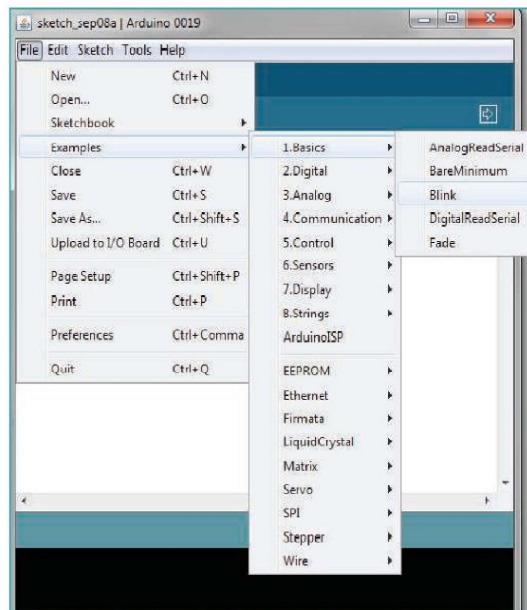 sketch_sep08a | Arduino 0019
File Edit Sketch Tools Help
New Ctrl+N
Open... Ctrl+O
Sketchbook
Examples
Close Ctrl+W
Save Ctrl+S
Save As... Ctrl+Shift+S
Upload to I/O Board Ctrl+U
Page Setup Ctrl+Shift+P
Print Ctrl+P
Preferences Ctrl+Comma
Quit Ctrl+Q
1.Basics
2.Digital
3.Analog
4.Communication
5.Control
6.Sensors
7.Display
8.Strings
ArduinoISP
EEPROM
Ethernet
Firmata
LiquidCrystal
Matrix
Servo
SPI
Stepper
Wire
AnalogReadSerial
BareMinimum
Blink
DigitalReadSerial
Fade